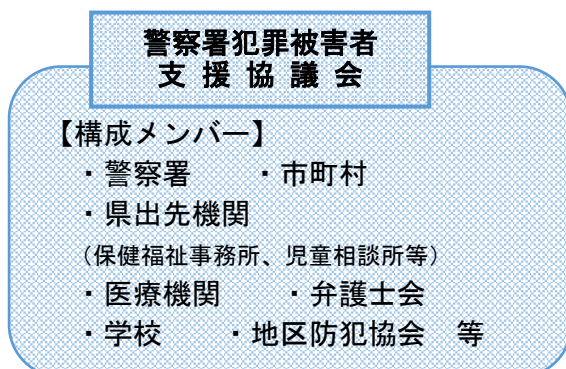 警察署犯罪被害者
支 援 協 議 会
【構成メンバー】
・警察署　・市町村
・県出先機関
（保健福祉事務所、児童相談所等）
・医療機関　・弁護士会
・学校　・地区防犯協会　等